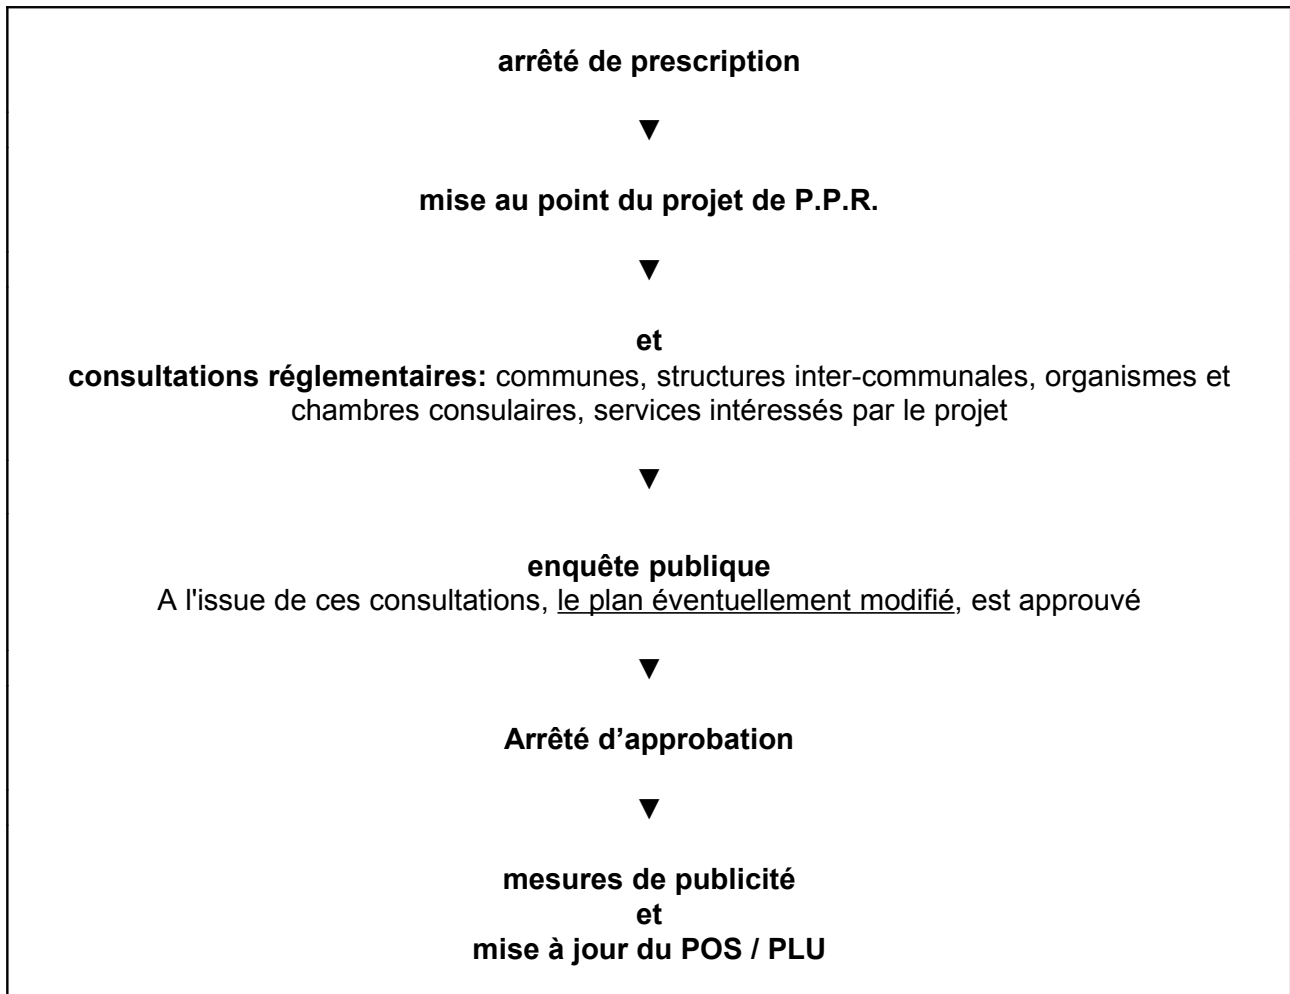 arrêté de prescription
▼
mise au point du projet de P.P.R.
▼
et
consultations réglementaires: communes, structures inter-communales, organismes et
chambres consulaires, services intéressés par le projet
▼
enquête publique
A l'issue de ces consultations, le plan éventuellement modifié, est approuvé
▼
Arrêté d’approbation
▼
mesures de publicité
et
mise à jour du POS / PLU